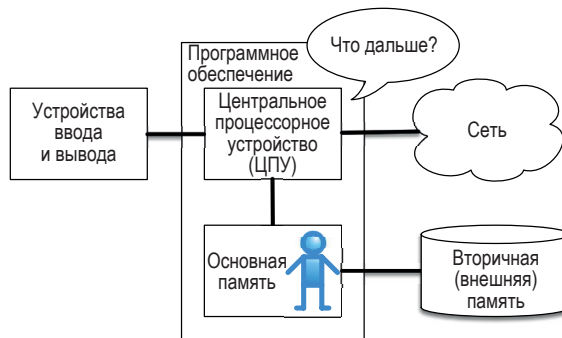 Программное
обеспечение
Что дальше?
Устройства
ввода
и вывода
Центральное
процессорное
устройство
(ЦПУ)
Сеть
Основная
память
Вторичная
(внешняя)
память